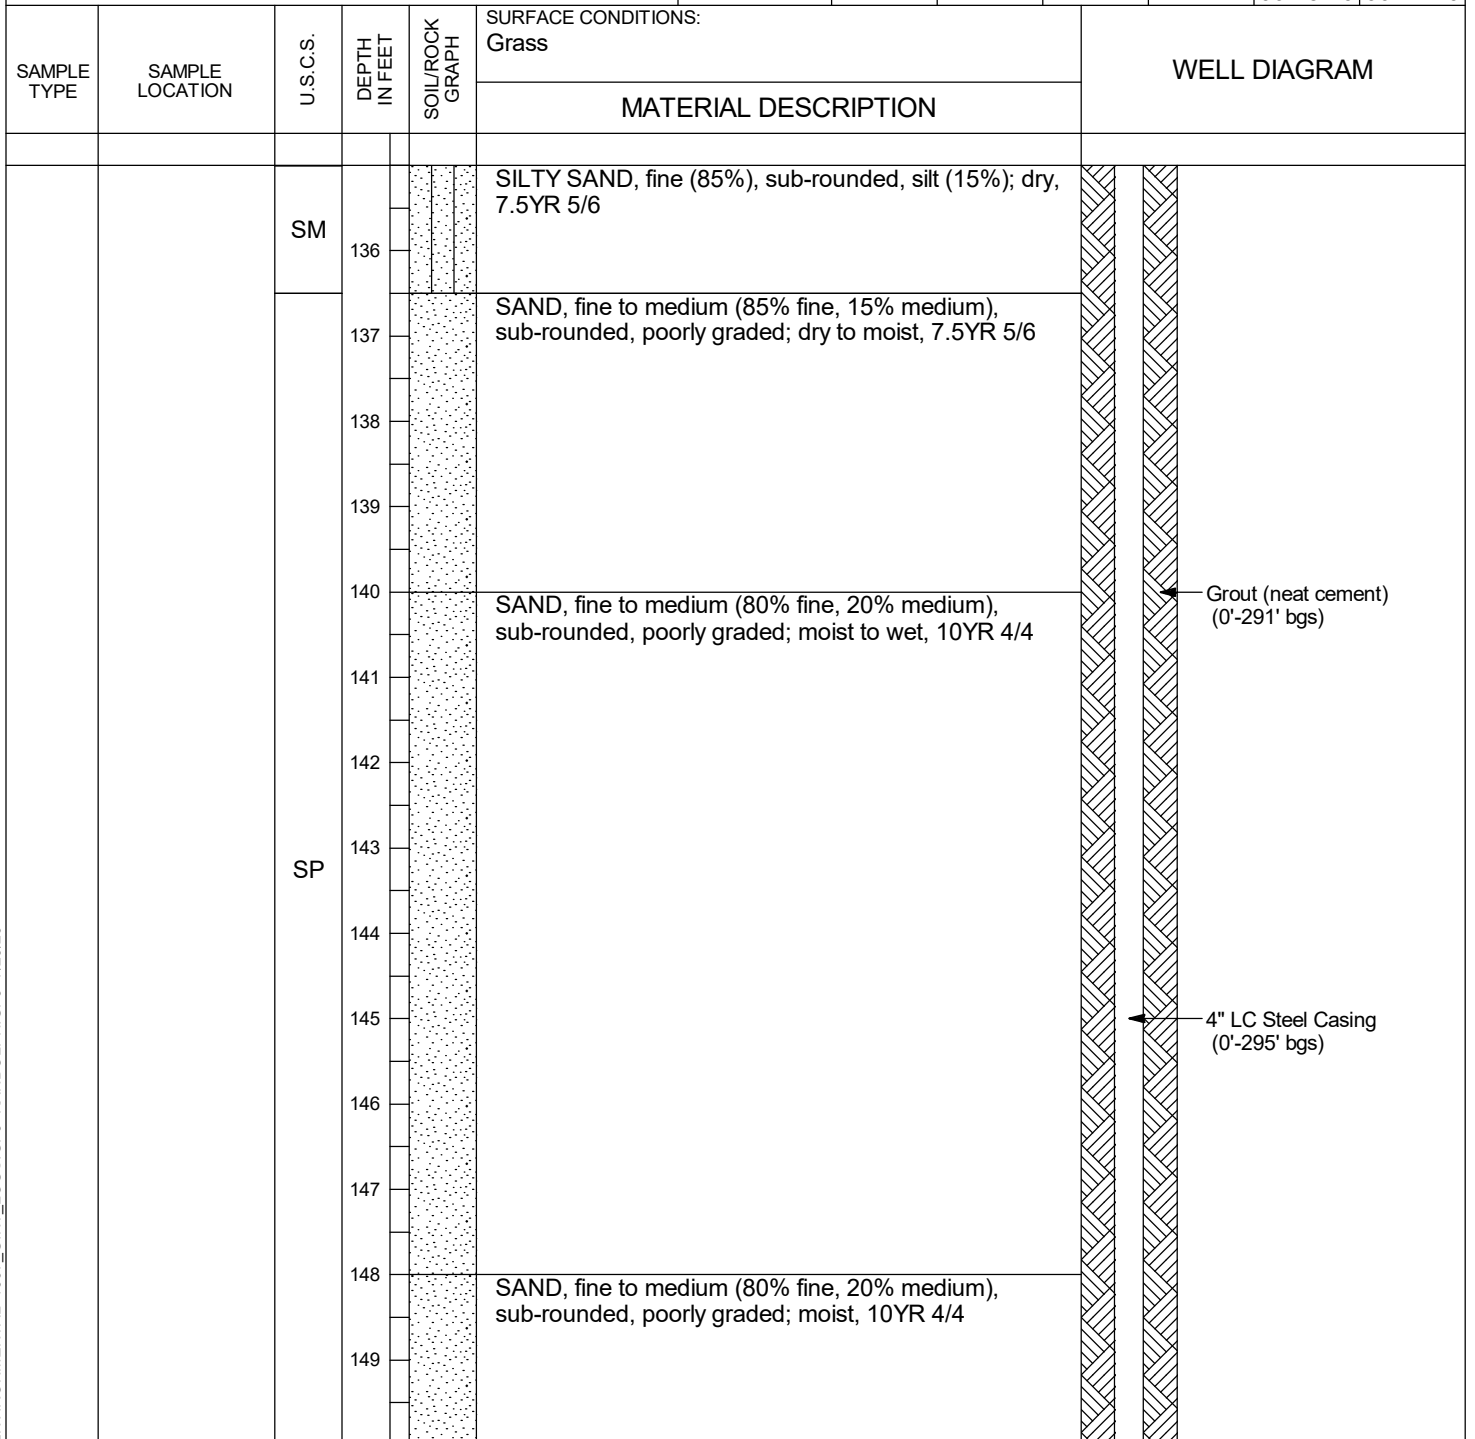 SAMPLE
TYPE
SAMPLE
LOCATION
U.S.C.S.
DEPTH
IN FEET
SOIL/ROCK
GRAPH
SURFACE CONDITIONS:
Grass
MATERIAL DESCRIPTION
WELL DIAGRAM
SILTY SAND, fine (85%), sub-rounded, silt (15%); dry,
7.5YR 5/6
SM
136
SAND, fine to medium (85% fine, 15% medium),
sub-rounded, poorly graded; dry to moist, 7.5YR 5/6
137
138
139
140
SAND, fine to medium (80% fine, 20% medium),
sub-rounded, poorly graded; moist to wet, 10YR 4/4
Grout (neat cement)
(0'-291' bgs)
141
142
143
SP
144
145
4" LC Steel Casing
(0'-295' bgs)
146
147
148
SAND, fine to medium (80% fine, 20% medium),
sub-rounded, poorly graded; moist, 10YR 4/4
149